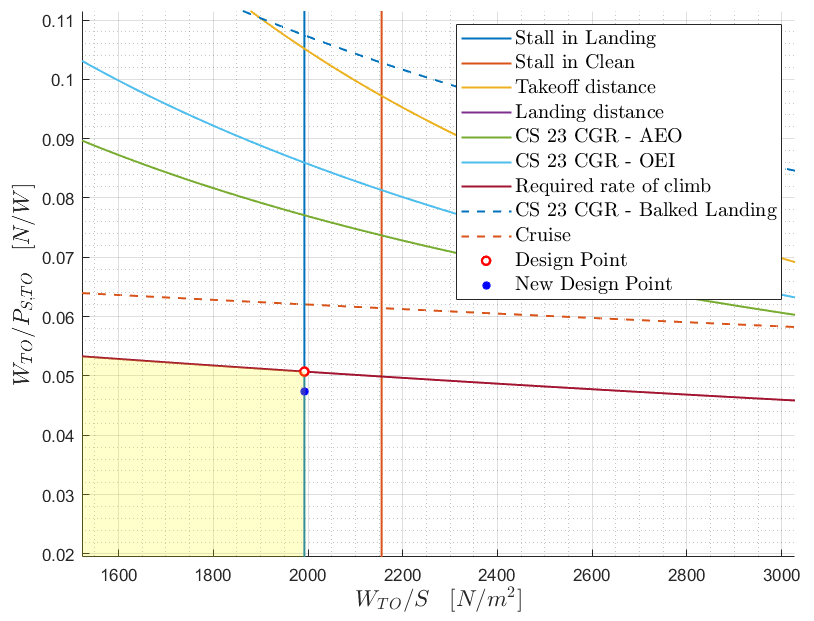 0.11
0.1
0.09
0.08
0.07
0.06
0.05
0.04
0.03
0.02
W_{TO}/P_{S,TO} [N/W]
Stall in Landing
Stall in Clean
Takeoff distance
Landing distance
CS 23 CGR - AEO
CS 23 CGR - OEI
Required rate of climb
CS 23 CGR - Balked Landing
Cruise
Design Point
New Design Point
1600 1800 2000 2200 2400 2600 2800 3000
W_{TO}/S [N/m^2]